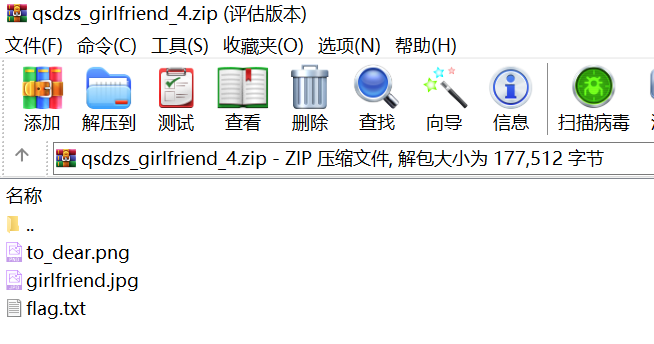 qsdzs_girlfriend_4.zip (评估版本)
文件(F) 命令(C) 工具(S) 收藏夹(O) 选项(N) 帮助(H)
添加 解压到 测试 查看 删除 查找 向导 信息 扫描病毒
qsdzs_girlfriend_4.zip - ZIP 压缩文件, 解包大小为 177,512 字节
名称
..
to_dear.png
girlfriend.jpg
flag.txt